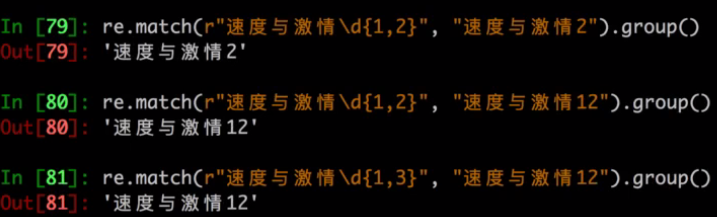 In [79]: re.match(r"速度与激情\d{1,2}", "速度与激情2").group()
Out[79]: '速度与激情2'
In [80]: re.match(r"速度与激情\d{1,2}", "速度与激情12").group()
Out[80]: '速度与激情12'
In [81]: re.match(r"速度与激情\d{1,3}", "速度与激情12").group()
Out[81]: '速度与激情12'